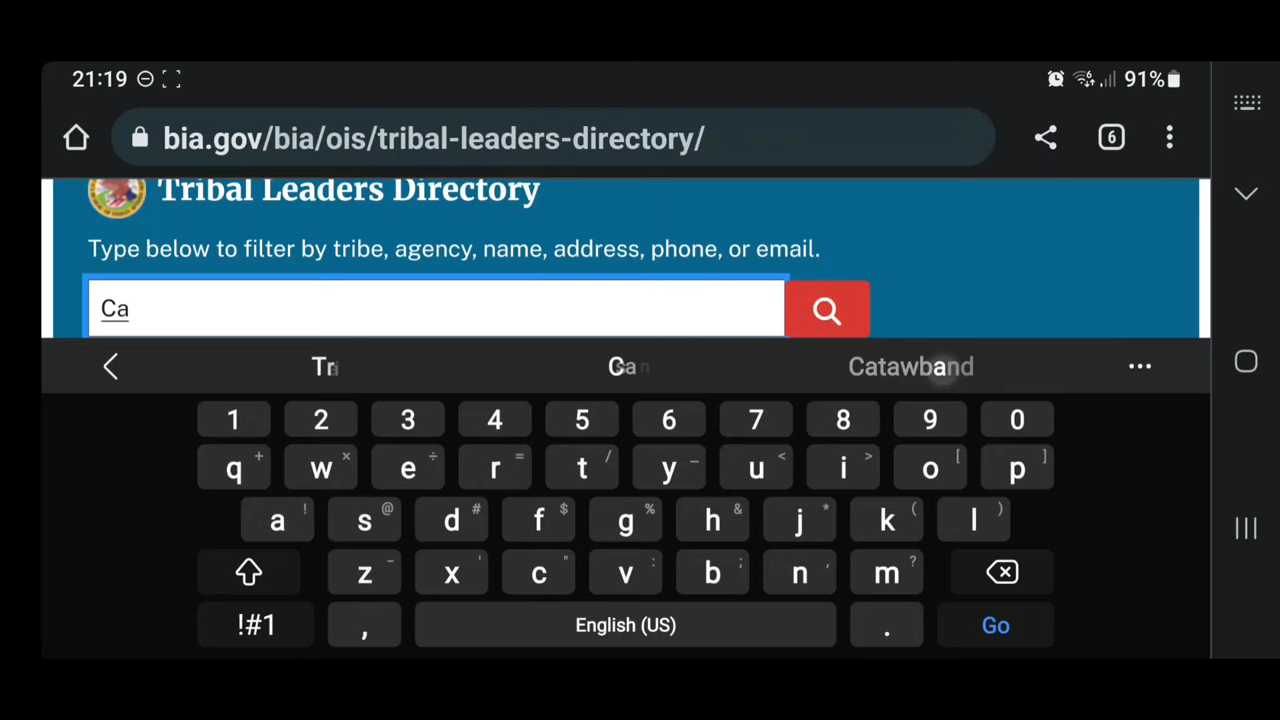 21:19 91%
bia.gov/bia/ois/tribal-leaders-directory/ 6
Tribal Leaders Directory
Type below to filter by tribe, agency, name, address, phone, or email.
Ca
1 2 3 4 5 6 7 8 9 0
q + w × e ÷ r = t / y _ u < i > o [ p ]
a ! s @ d # f $ g % h & j * k ( l )
z - x ' c " v : b ; n , m ?
!#1 , English (US) . Go